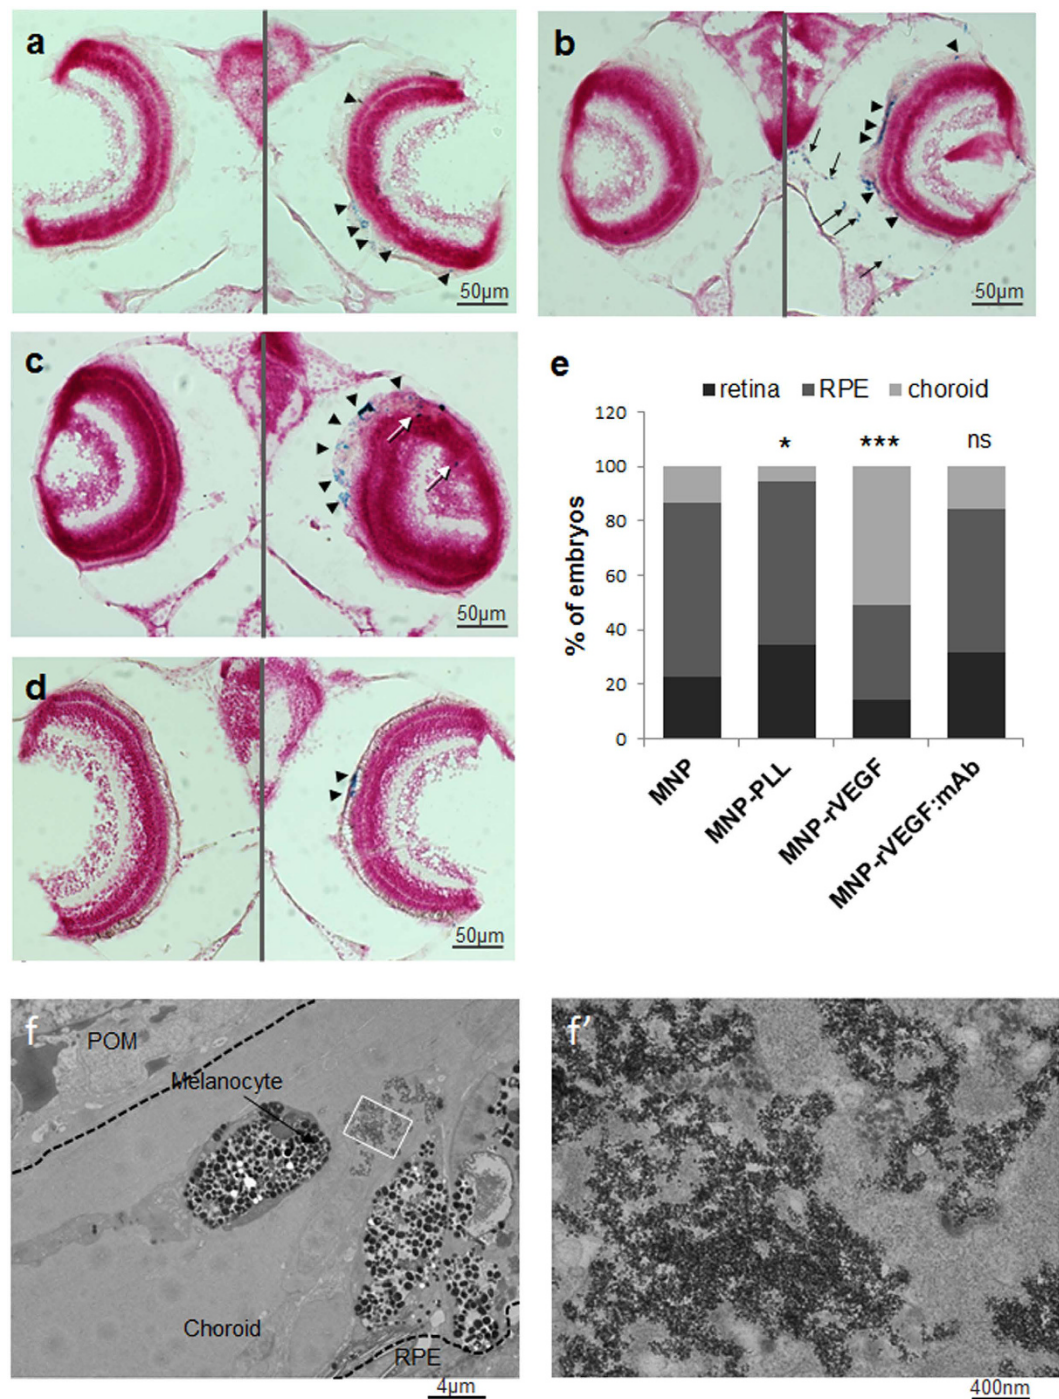 a
b
50µm
50µm
c
50µm
d
50µm
e
retina RPE choroid
120
* *** ns
100
80
60
40
20
0
% of embryos
MNP
MNP-PLL
MNP-rVEGF
MNP-rVEGF:mAb
f
POM
Melanocyte
Choroid
RPE
4µm
f'
400nm